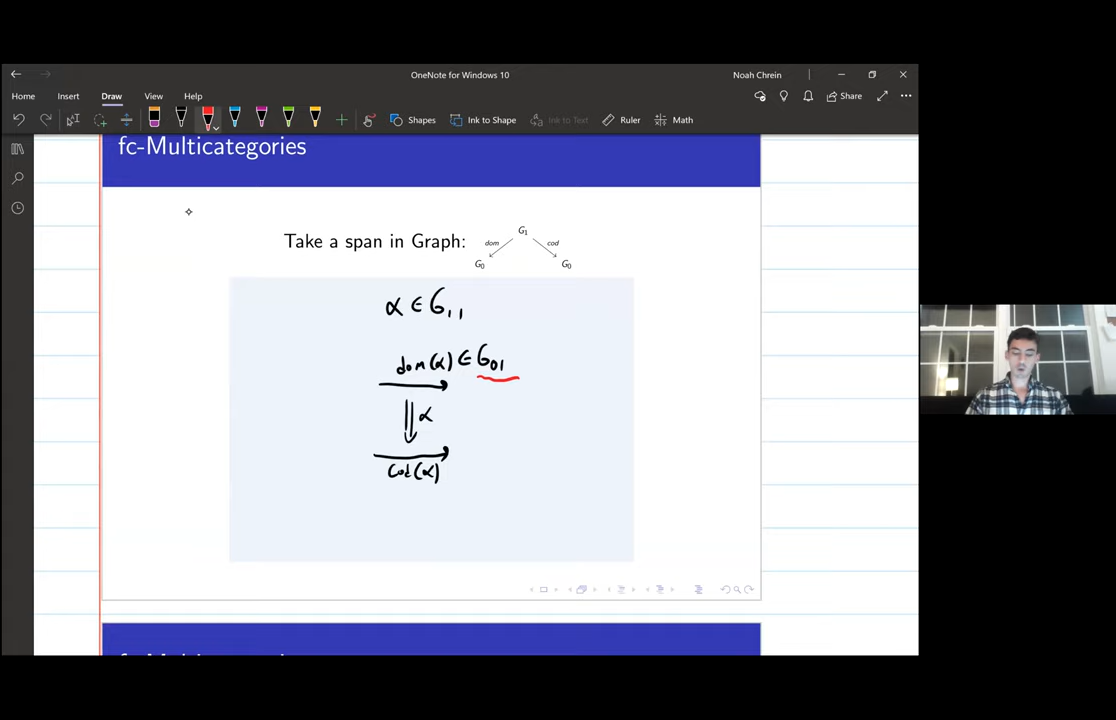 OneNote for Windows 10
Noah Chrein
Home Insert Draw View Help
Share
Shapes
Ink to Shape
Ink to Text
Ruler
Math
fc-Multicategories
Take a span in Graph:
G₁
dom cod
G₀ G₀
α ∈ G₁₁
dom(α) ∈ G₀₁
α
cod(α)